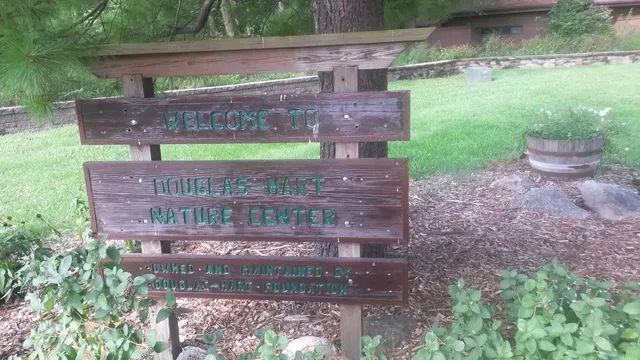 WELCOME TO
DOUGLAS-HART
NATURE CENTER
OWNED AND MAINTAINED BY
DOUGLAS-HART FOUNDATION